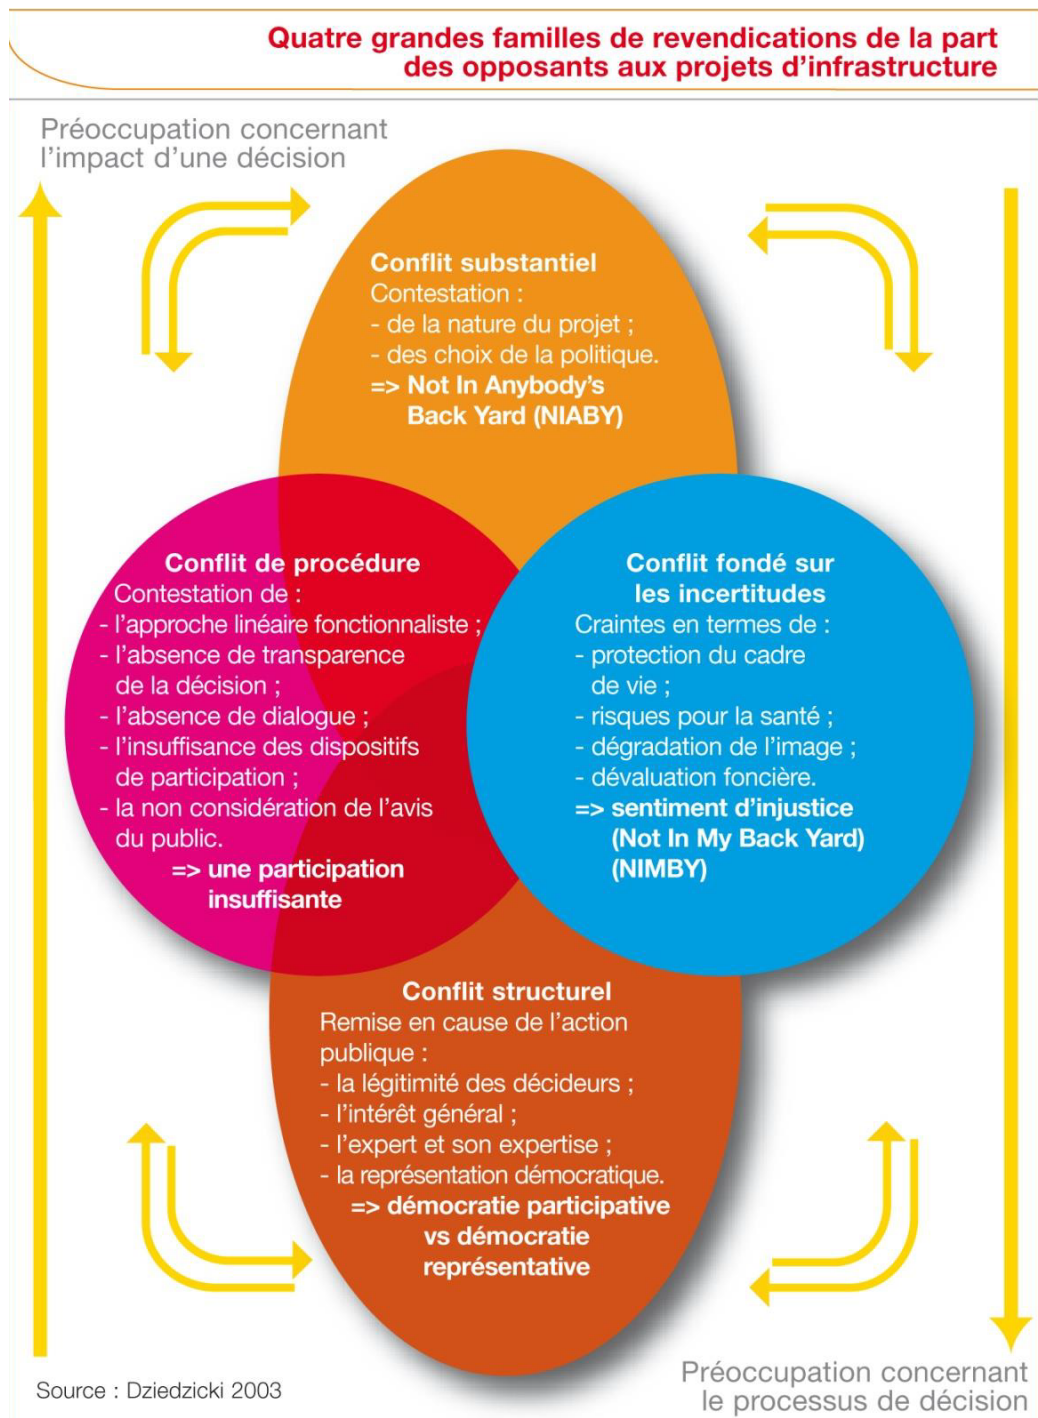 Quatre grandes familles de revendications de la part
des opposants aux projets d’infrastructure
Préoccupation concernant
l’impact d’une décision
Conflit substantiel
Contestation :
- de la nature du projet ;
- des choix de la politique.
=> Not In Anybody’s
Back Yard (NIABY)
Conflit de procédure
Contestation de :
- l’approche linéaire fonctionnaliste ;
- l’absence de transparence
de la décision ;
- l’absence de dialogue ;
- l’insuffisance des dispositifs
de participation ;
- la non considération de l’avis
du public.
=> une participation
insuffisante
Conflit fondé sur
les incertitudes
Craintes en termes de :
- protection du cadre
de vie ;
- risques pour la santé ;
- dégradation de l’image ;
- dévaluation foncière.
=> sentiment d’injustice
(Not In My Back Yard)
(NIMBY)
Conflit structurel
Remise en cause de l’action
publique :
- la légitimité des décideurs ;
- l’intérêt général ;
- l’expert et son expertise ;
- la représentation démocratique.
=> démocratie participative
vs démocratie
représentative
Source : Dziedzicki 2003
Préoccupation concernant
le processus de décision